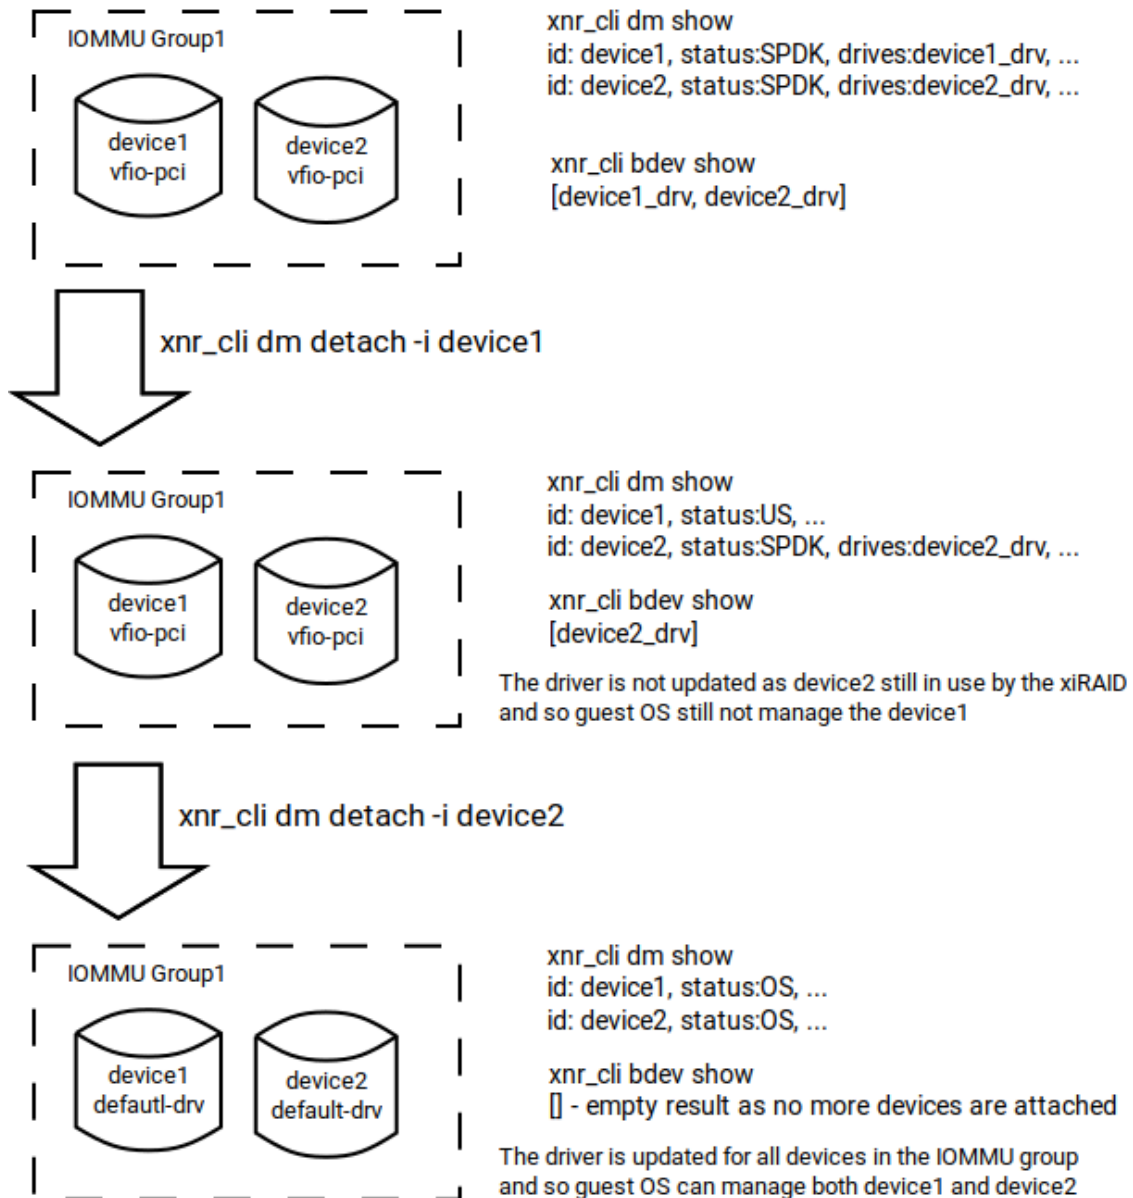 IOMMU Group1
device1
vfio-pci
device2
vfio-pci
xnr_cli dm show
id: device1, status:SPDK, drives:device1_drv, ...
id: device2, status:SPDK, drives:device2_drv, ...
xnr_cli bdev show
[device1_drv, device2_drv]
xnr_cli dm detach -i device1
IOMMU Group1
device1
vfio-pci
device2
vfio-pci
xnr_cli dm show
id: device1, status:US, ...
id: device2, status:SPDK, drives:device2_drv, ...
xnr_cli bdev show
[device2_drv]
The driver is not updated as device2 still in use by the xiRAID
and so guest OS still not manage the device1
xnr_cli dm detach -i device2
IOMMU Group1
device1
defautl-drv
device2
default-drv
xnr_cli dm show
id: device1, status:OS, ...
id: device2, status:OS, ...
xnr_cli bdev show
[] - empty result as no more devices are attached
The driver is updated for all devices in the IOMMU group
and so guest OS can manage both device1 and device2